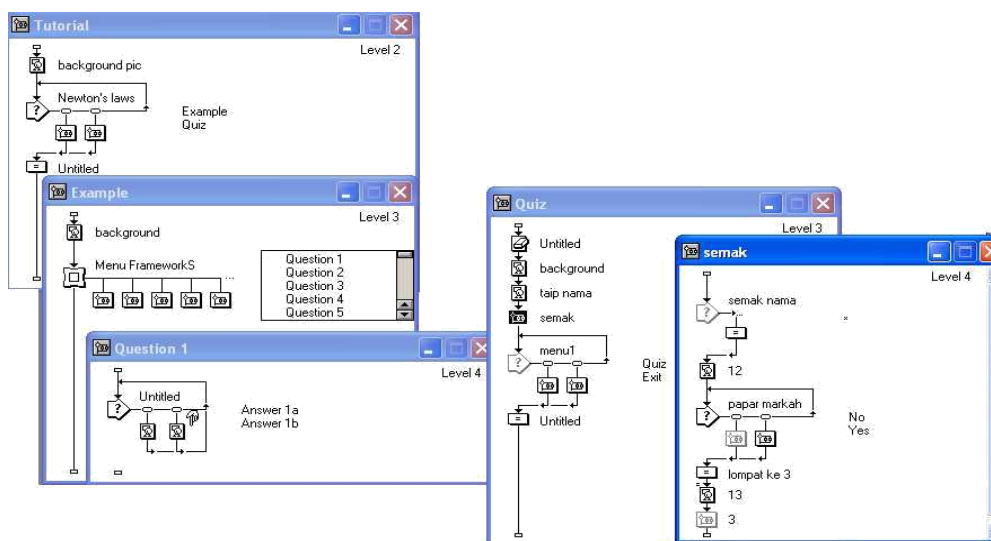 Tutorial
Level 2
background pic
Newton's laws
?
Example
Quiz
=
Untitled
Example
Level 3
background
Menu FrameworkS
...
Question 1
Question 2
Question 3
Question 4
Question 5
Question 1
Level 4
Untitled
?
Answer 1a
Answer 1b
Quiz
Level 3
Untitled
background
taip nama
semak
menu1
?
Quiz
Exit
=
Untitled
semak
Level 4
semak nama
?
...
*
=
12
papar markah
?
No
Yes
=
lompat ke 3
13
3